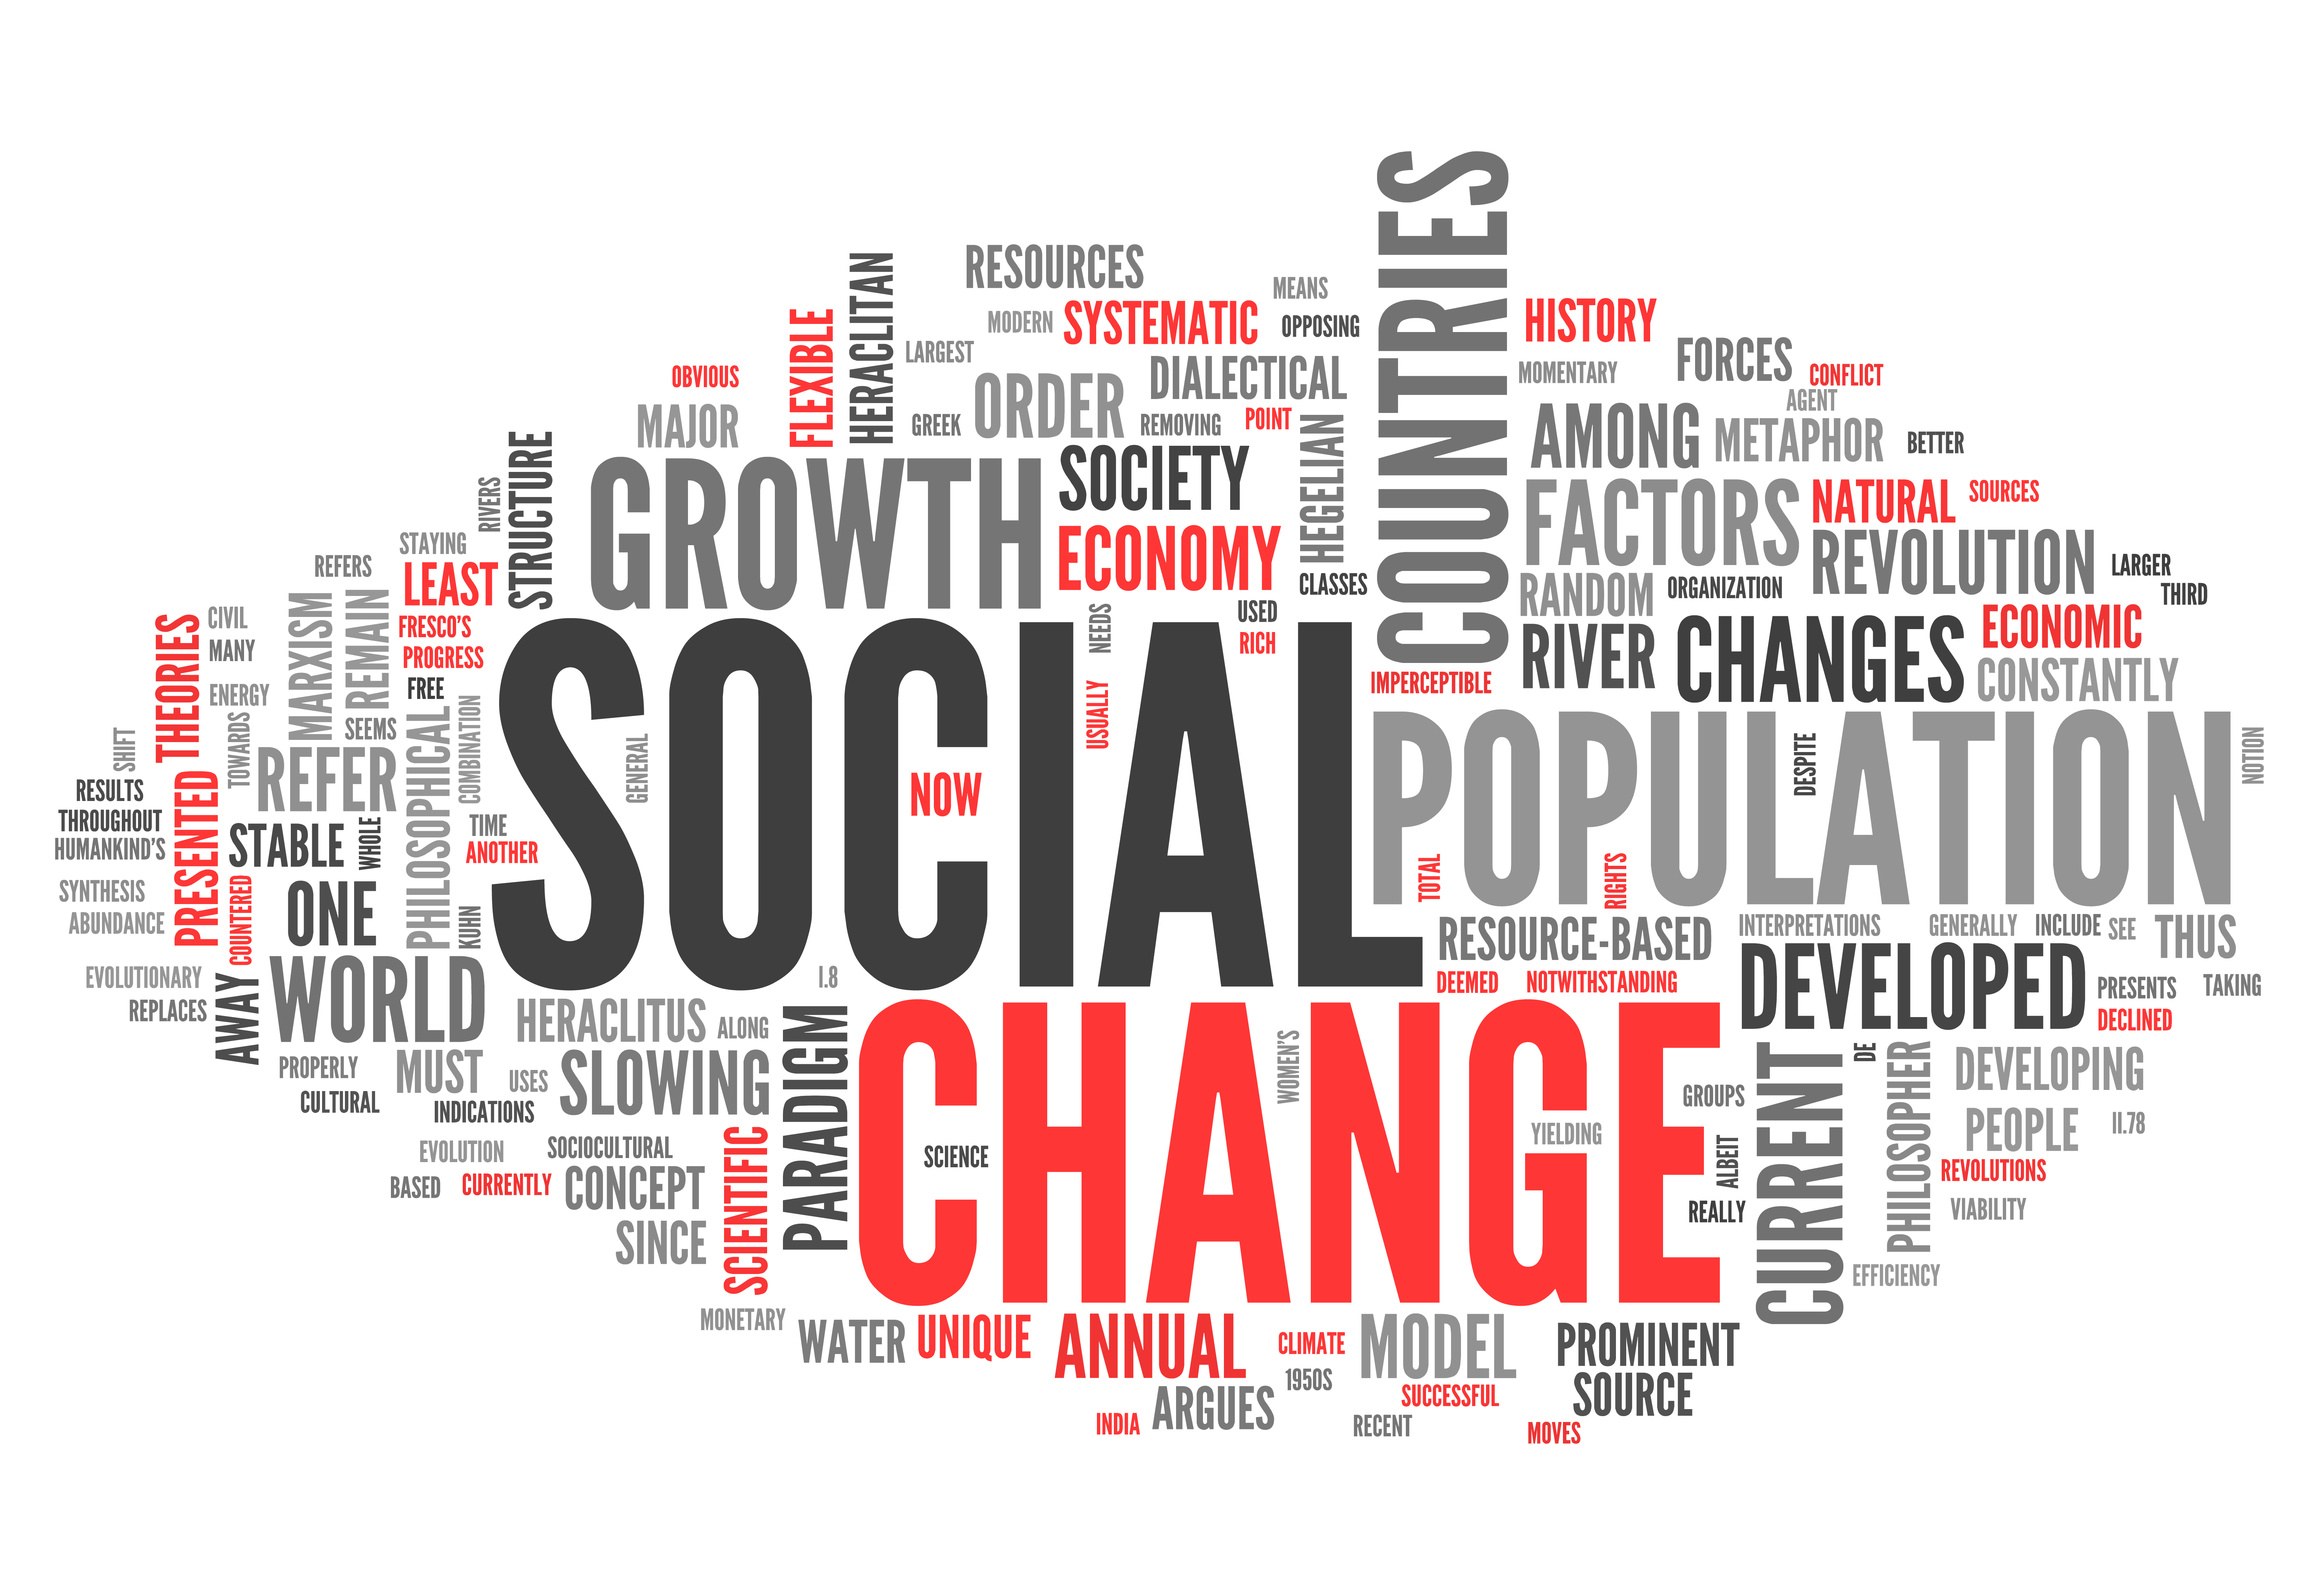 COUNTRIES
RESOURCES
HERACLITAN
MEANS
FLEXIBLE
MODERN
SYSTEMATIC
OPPOSING
HISTORY
LARGEST
DIALECTICAL
MOMENTARY
FORCES
CONFLICT
OBVIOUS
AGENT
MAJOR
GREEK
ORDER
REMOVING
POINT
HEGELIAN
AMONG
METAPHOR
BETTER
STRUCTURE
RIVERS
GROWTH
SOCIETY
FACTORS
NATURAL
SOURCES
STAYING
ECONOMY
REVOLUTION
LARGER
REFERS
LEAST
CLASSES
RANDOM
ORGANIZATION
THIRD
CIVIL
MARXISM
REMAIN
FRESCO'S
NEEDS
USED
RIVER
CHANGES
ECONOMIC
THEORIES
MANY
PROGRESS
RICH
CONSTANTLY
ENERGY
FREE
SOCIAL
USUALLY
IMPERCEPTIBLE
POPULATION
SHIFT
TOWARDS
SEEMS
PHILOSOPHICAL
COMBINATION
GENERAL
NOW
DESPITE
NOTION
RESULTS
PRESENTED
REFER
THROUGHOUT
STABLE
WHOLE
TIME
HUMANKIND'S
ANOTHER
TOTAL
RIGHTS
SYNTHESIS
COUNTERED
ONE
KUHN
ABUNDANCE
RESOURCE-BASED
INTERPRETATIONS
GENERALLY
INCLUDE
SEE
THUS
EVOLUTIONARY
AWAY
WORLD
I.8
DEEMED
NOTWITHSTANDING
DEVELOPED
PRESENTS
TAKING
REPLACES
HERACLITUS
ALONG
PARADIGM
CHANGE
DECLINED
PROPERLY
MUST
USES
SLOWING
WOMEN'S
GROUPS
CURRENT
DE
PHILOSOPHER
DEVELOPING
CULTURAL
INDICATIONS
YIELDING
PEOPLE
II.78
EVOLUTION
SOCIOCULTURAL
SCIENTIFIC
SCIENCE
ALBEIT
REVOLUTIONS
BASED
CURRENTLY
CONCEPT
REALLY
VIABILITY
SINCE
EFFICIENCY
MONETARY
WATER
UNIQUE
ANNUAL
CLIMATE
MODEL
PROMINENT
1950S
SUCCESSFUL
SOURCE
INDIA
ARGUES
RECENT
MOVES